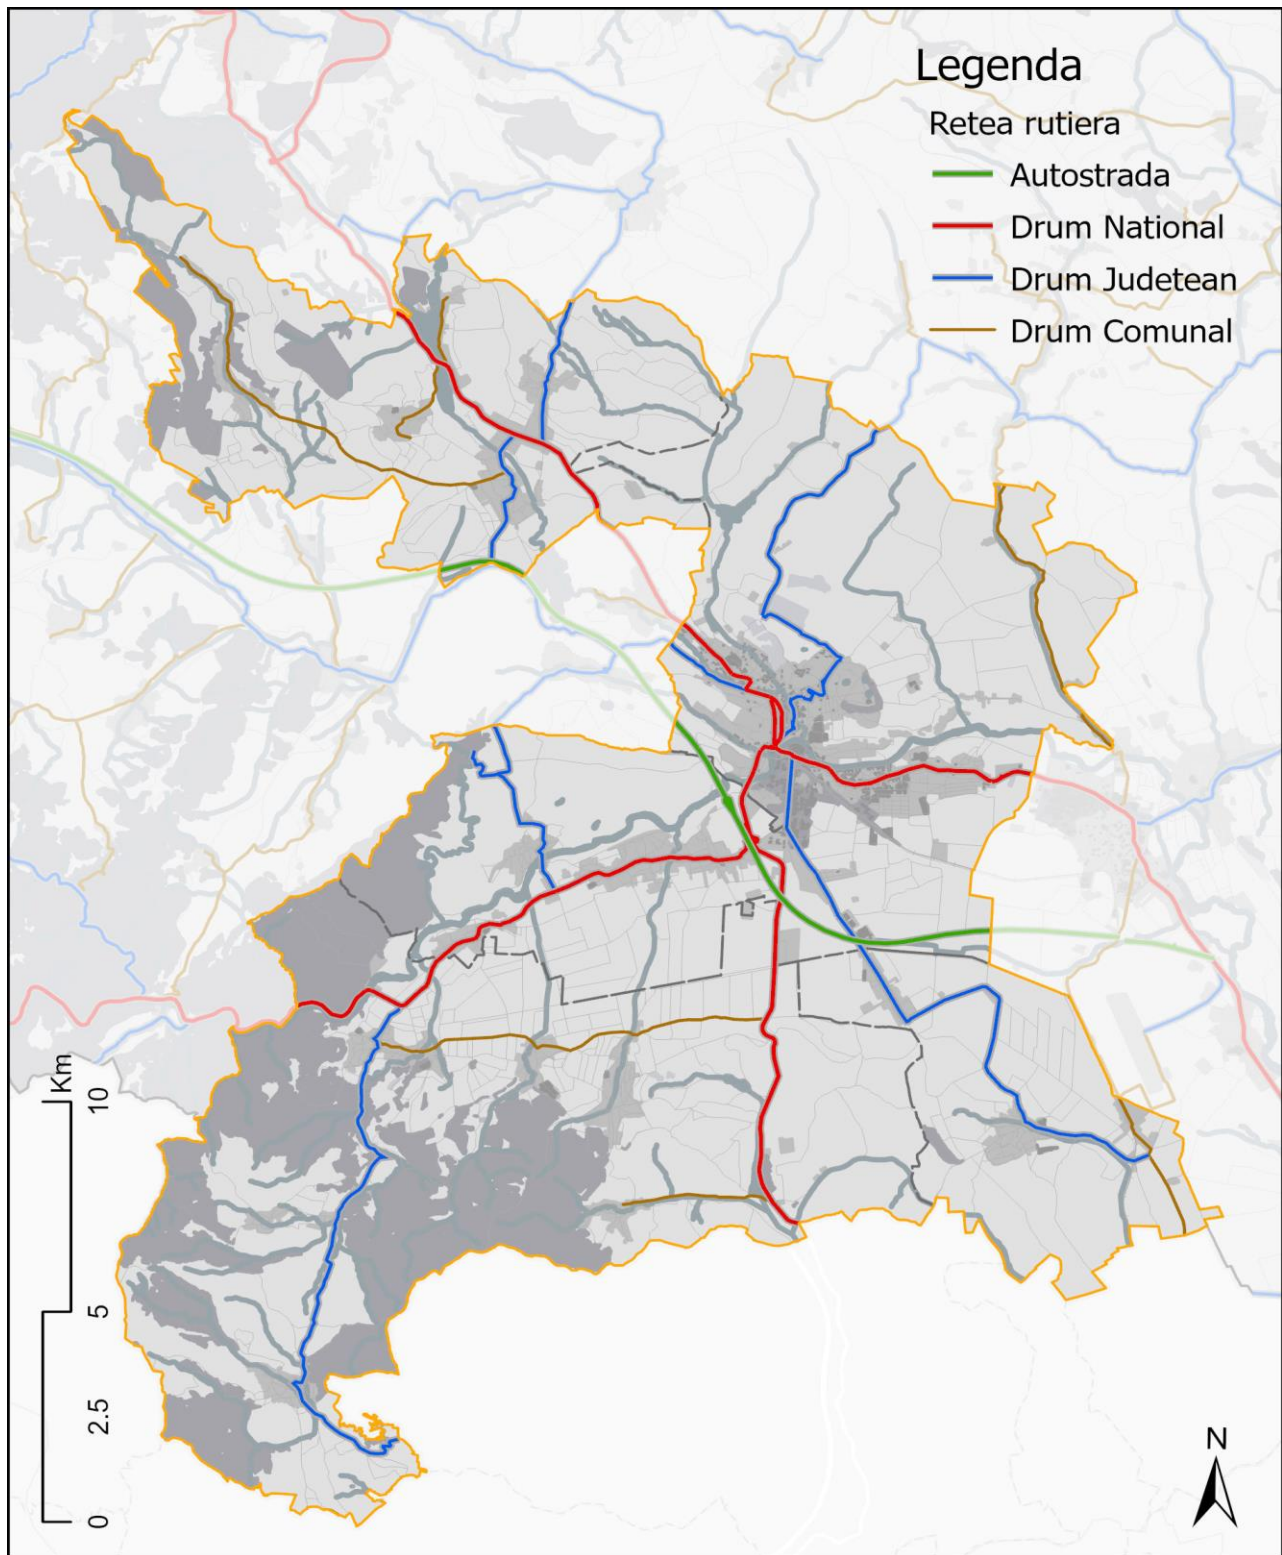 Legenda
Retea rutiera
Autostrada
Drum National
Drum Judetean
Drum Comunal
Km
10
5
2.5
0
N